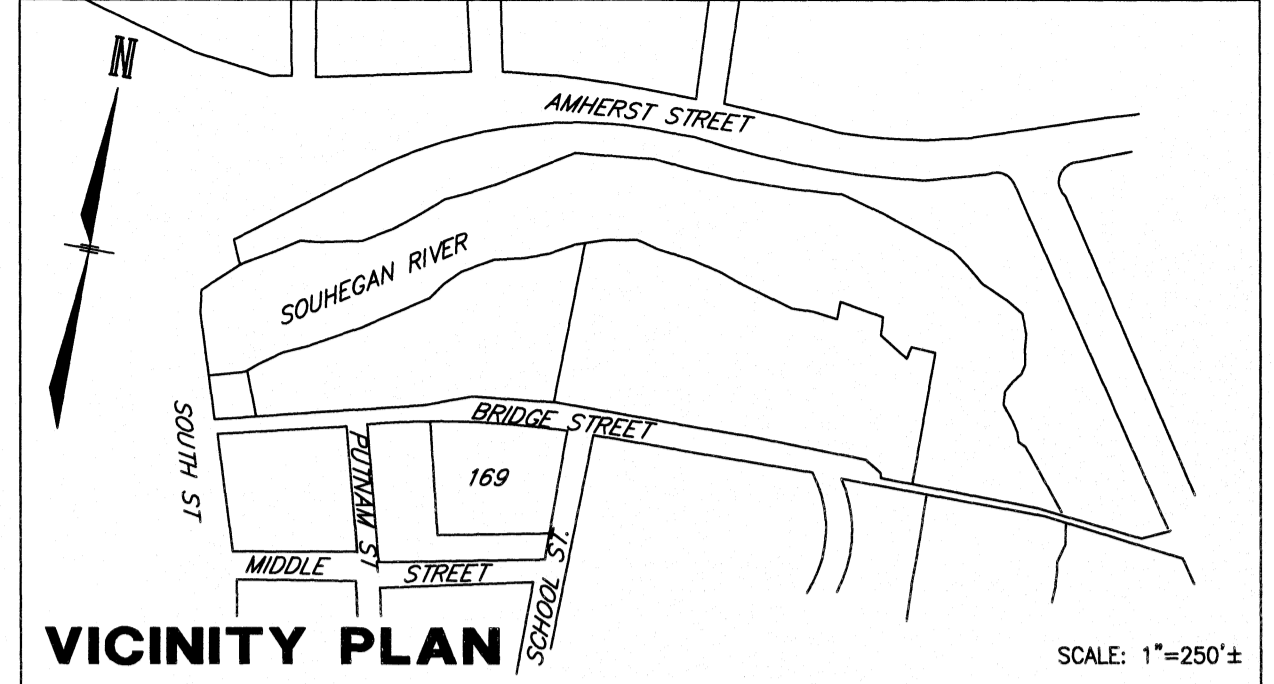 N
AMHERST STREET
SOUHEGAN RIVER
SOUTH ST
BRIDGE STREET
PUTNAM ST
169
MIDDLE STREET
SCHOOL ST.
VICINITY PLAN
SCALE: 1"=250'±